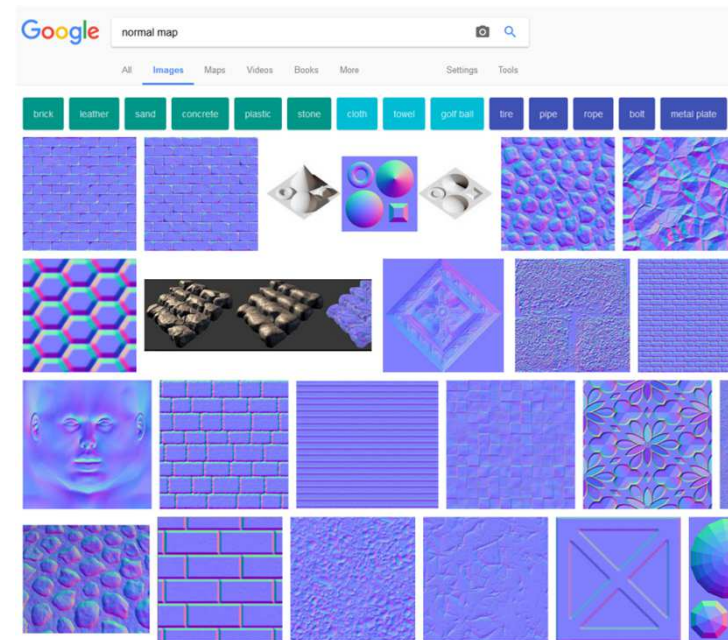 Google normal map
All Images Maps Videos Books More Settings Tools
brick leather sand concrete plastic stone cloth towel golf ball tire pipe rope bolt metal plate